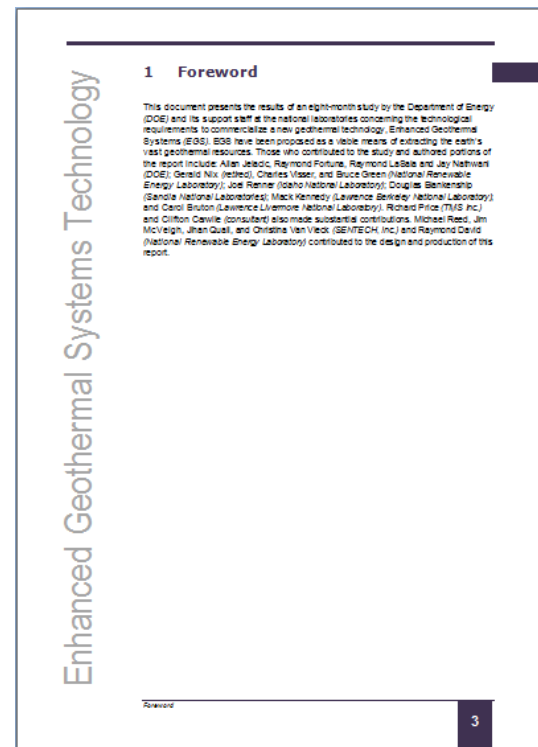 Enhanced Geothermal Systems Technology
1 Foreword
This document presents the results of an eight-month study by the Department of Energy
(DOE) and its support staff at the national laboratories concerning the technological
requirements to commercialize a new geothermal technology, Enhanced Geothermal
Systems (EGS). EGS have been proposed as a viable means of extracting the earth's
vast geothermal resources. Those who contributed to the study and authored portions of
the report include: Allan Jelacic, Raymond Fortuna, Raymond LaSala and Jay Nathwani
(DOE); Gerald Nix (retired), Charles Visser, and Bruce Green (National Renewable
Energy Laboratory); Joel Renner (Idaho National Laboratory); Douglas Blankenship
(Sandia National Laboratories); Mack Kennedy (Lawrence Berkeley National Laboratory);
and Carol Bruton (Lawrence Livermore National Laboratory). Richard Price (TMS Inc.)
and Clifton Carwile (consultant) also made substantial contributions. Michael Reed, Jim
McVeigh, Jihan Quail, and Christina Van Vleck (SENTECH, Inc.) and Raymond David
(National Renewable Energy Laboratory) contributed to the design and production of this
report.
Foreword
3